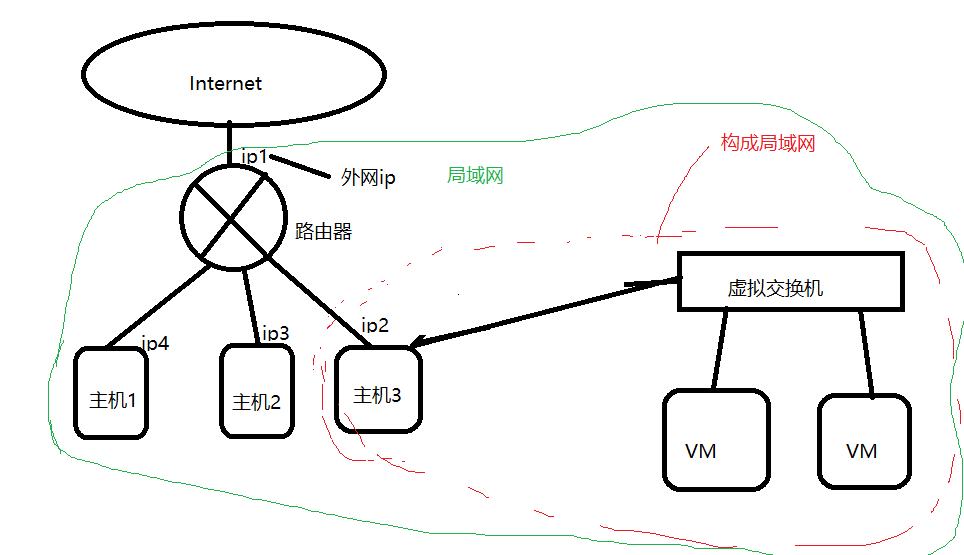 Internet
ip1
外网ip
局域网
构成局域网
路由器
虚拟交换机
ip2
ip3
ip4
主机1
主机2
主机3
VM
VM